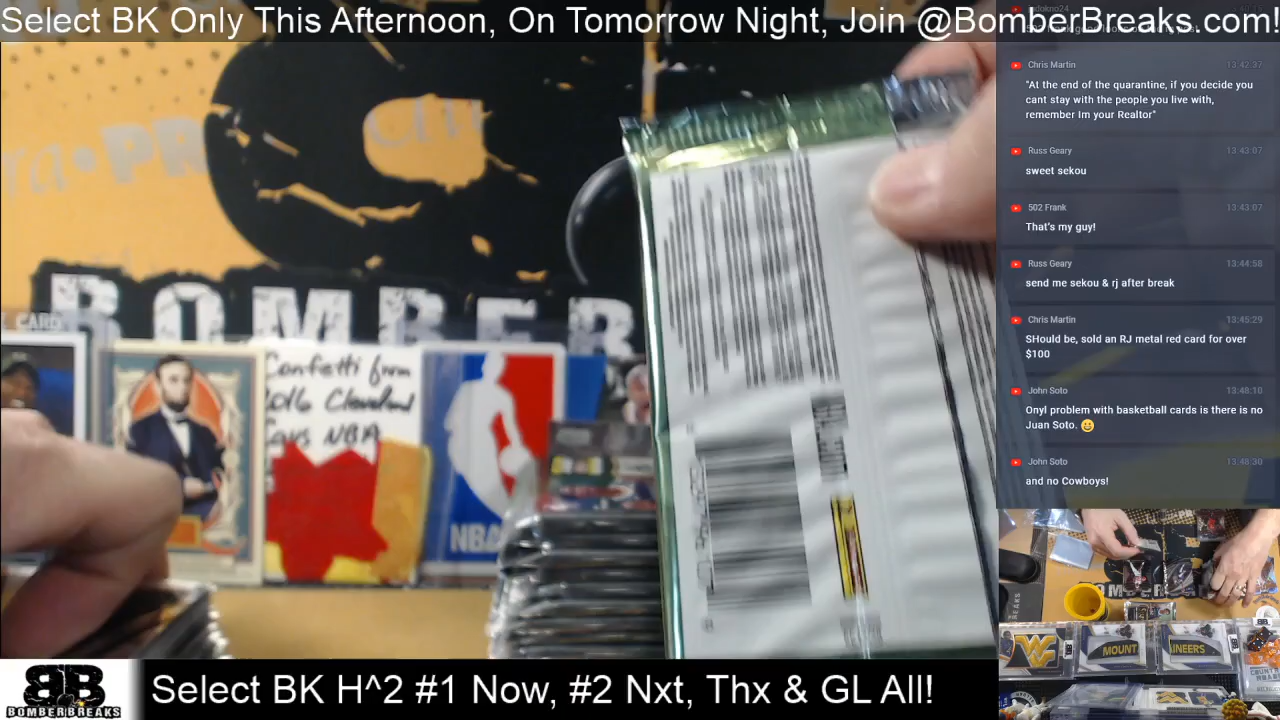 Select BK Only This Afternoon, On Tomorrow Night, Join @BomberBreaks.com!
Chris Martin 13:42:37
"At the end of the quarantine, if you decide you
cant stay with the people you live with,
remember Im your Realtor"
Russ Geary 13:43:07
sweet sekou
502 Frank 13:43:07
That's my guy!
Russ Geary 13:44:58
send me sekou & rj after break
Chris Martin 13:45:29
SHould be, sold an RJ metal red card for over
$100
John Soto 13:48:10
Onyl problem with basketball cards is there is no
Juan Soto.
John Soto 13:48:30
and no Cowboys!
BOMBER
CARD
Confetti from
2016 Cleveland
Cavs NBA
NBA
MOUNT
INEERS
BB
BOMBERBREAKS
Select BK H^2 #1 Now, #2 Nxt, Thx & GL All!